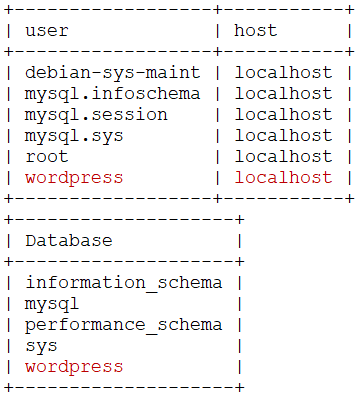 +------------------+-----------+
| user             | host      |
+------------------+-----------+
| debian-sys-maint | localhost |
| mysql.infoschema | localhost |
| mysql.session    | localhost |
| mysql.sys        | localhost |
| root             | localhost |
| wordpress        | localhost |
+------------------+-----------+
+--------------------+
| Database           |
+--------------------+
| information_schema |
| mysql              |
| performance_schema |
| sys                |
| wordpress          |
+--------------------+